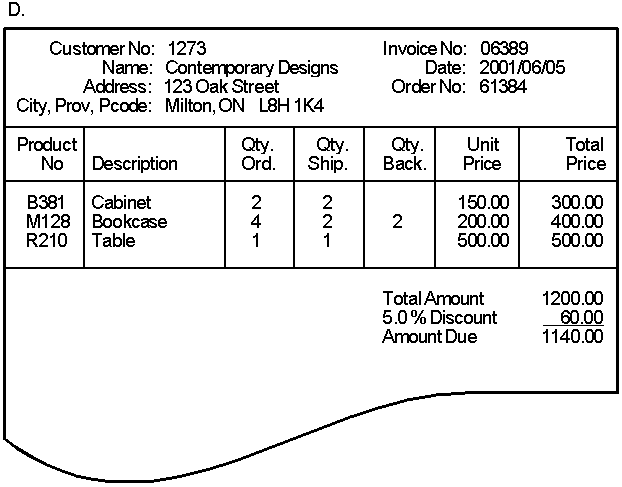 D.
Customer No: 1273 Invoice No: 06389
Name: Contemporary Designs Date: 2001/06/05
Address: 123 Oak Street Order No: 61384
City, Prov, Pcode: Milton, ON L8H 1K4
Product Qty. Qty. Qty. Unit Total
No Description Ord. Ship. Back. Price Price
B381 Cabinet 2 2 150.00 300.00
M128 Bookcase 4 2 2 200.00 400.00
R210 Table 1 1 500.00 500.00
Total Amount 1200.00
5.0 % Discount 60.00
Amount Due 1140.00